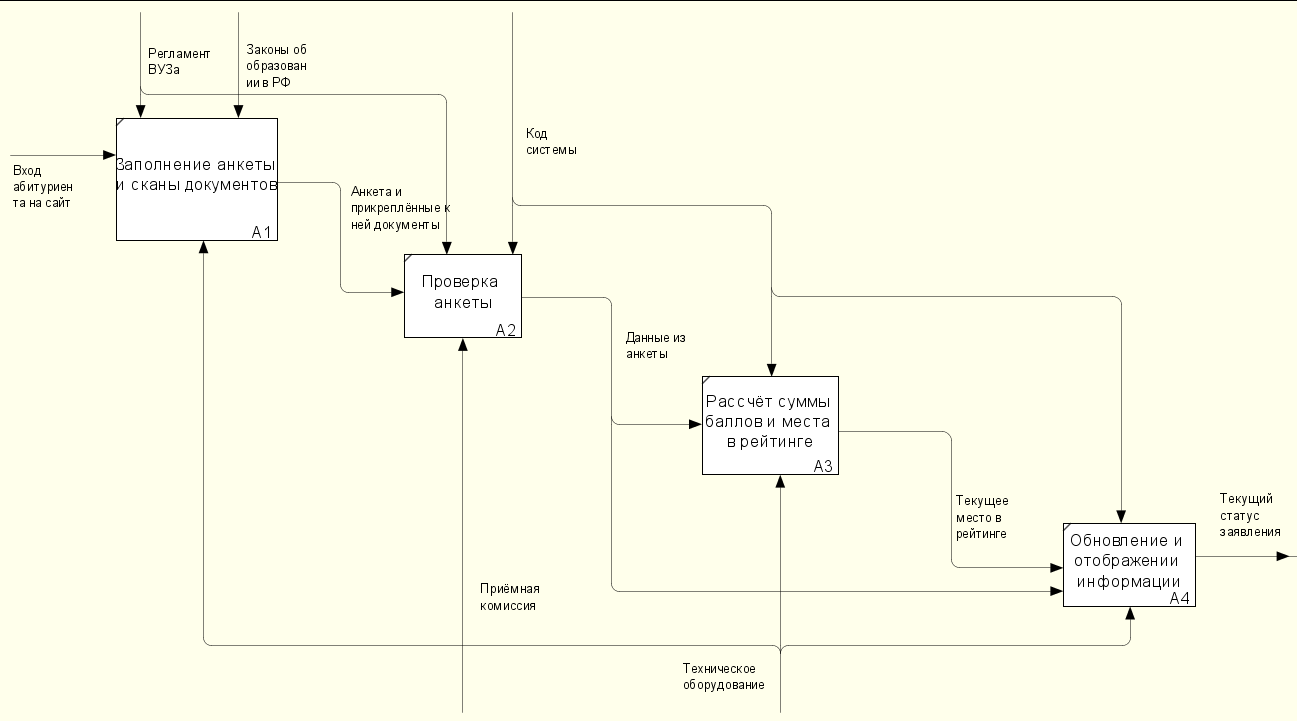 Регламент
ВУЗа
Законы об
образован
ии в РФ
Код
системы
Вход
абитуриен
та на сайт
Заполнение анкеты
и сканы документов
A1
Анкета и
прикреплённые к
ней документы
Проверка
анкеты
A2
Данные из
анкеты
Рассчёт суммы
баллов и места
в рейтинге
A3
Текущее
место в
рейтинге
Текущий
статус
заявления
Обновление и
отображении
информации
A4
Приёмная
комиссия
Техническое
оборудование